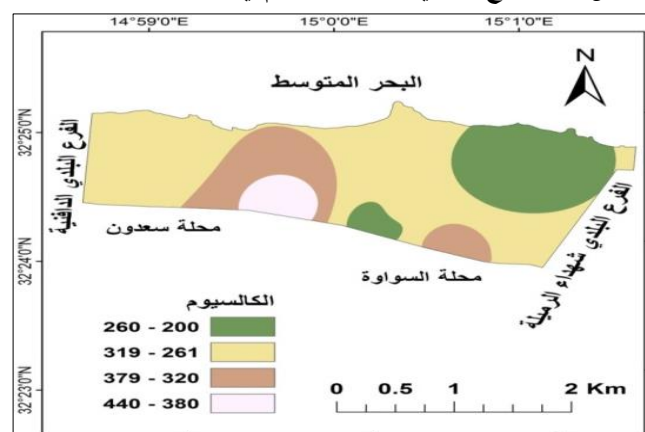 14°59'0"E 15°0'0"E 15°1'0"E
N
البحر المتوسط
32°25'0"N
32°24'0"N
32°23'0"N
الفرع البلدي الدافنية
الفرع البلدي شهداء الرميلة
محلة سعدون
محلة السواوة
الكالسيوم
260 - 200
319 - 261
379 - 320
440 - 380
0 0.5 1 2 Km